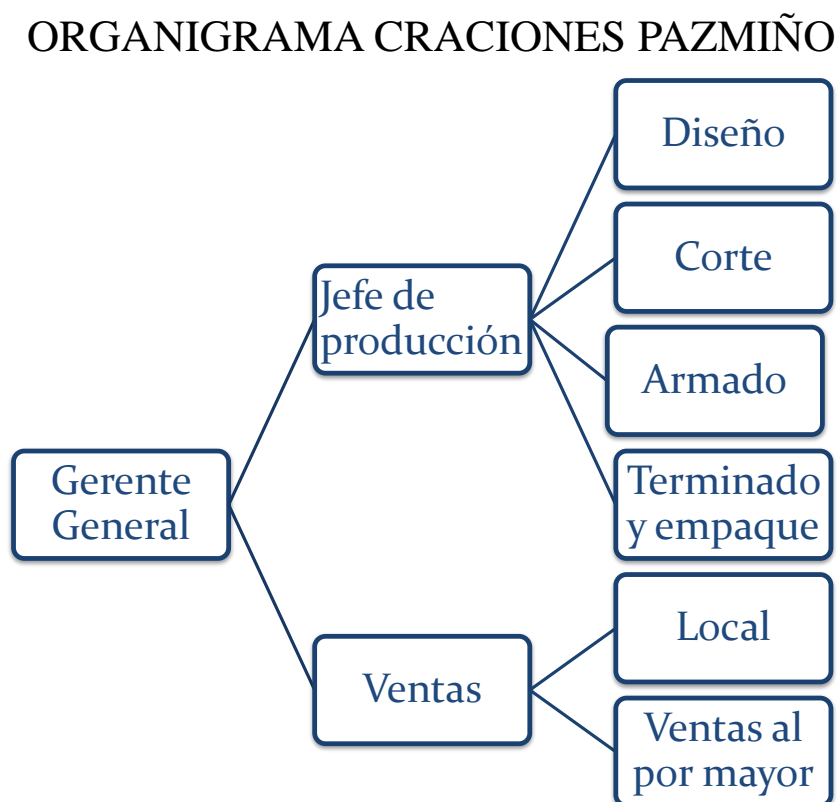 ORGANIGRAMA CRACIONES PAZMIÑO
Diseño
Corte
Jefe de
producción
Armado
Gerente
General
Terminado
y empaque
Local
Ventas
Ventas al
por mayor